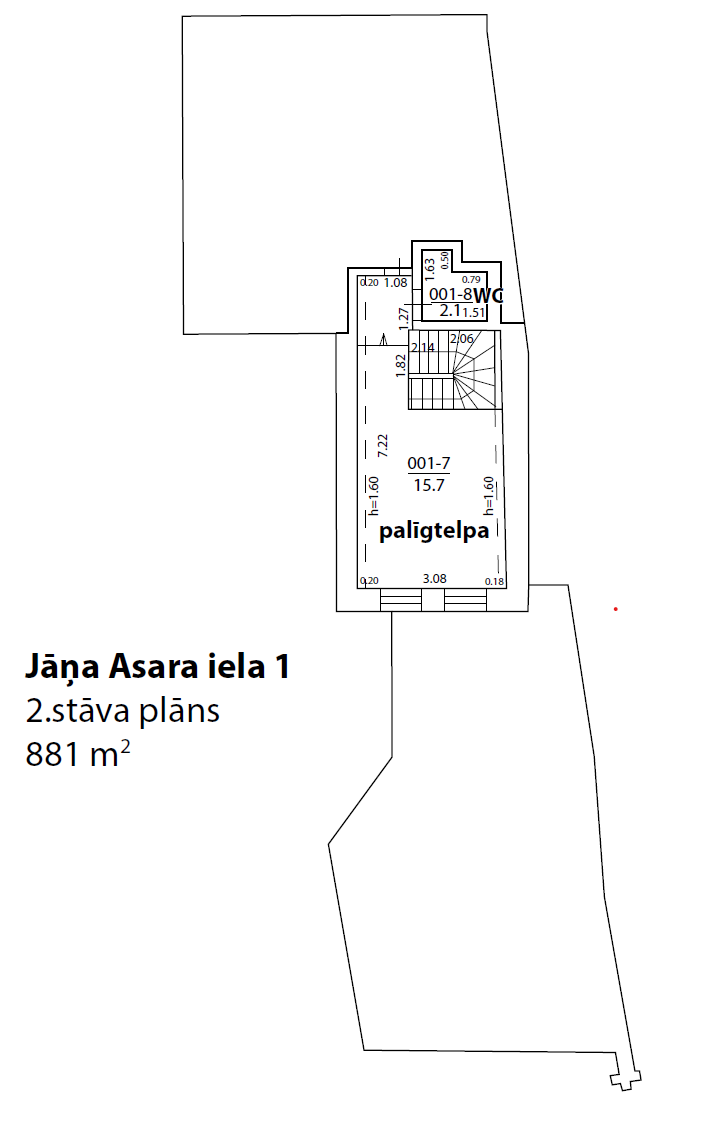 0.50
1.63
0.20
1.08
0.79
001-8
WC
2.1
1.51
1.27
2.06
2.14
1.82
7.22
001-7
15.7
h=1.60
h=1.60
palīgtelpa
0.20
3.08
0.18
Jāņa Asara iela 1
2.stāva plāns
881 m²